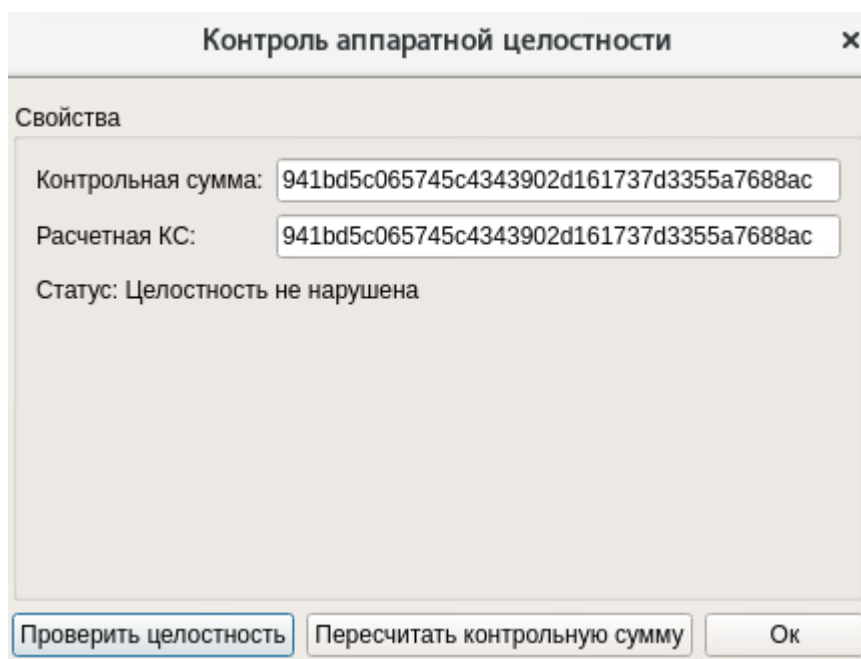 Контроль аппаратной целостности ×
Свойства
Контрольная сумма: 941bd5c065745c4343902d161737d3355a7688ac
Расчетная КС: 941bd5c065745c4343902d161737d3355a7688ac
Статус: Целостность не нарушена
Проверить целостность Пересчитать контрольную сумму Ок